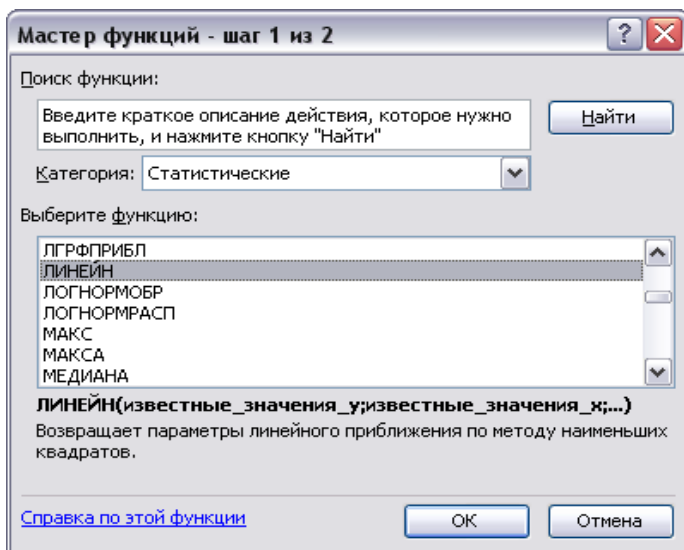 Мастер функций - шаг 1 из 2
Поиск функции:
Введите краткое описание действия, которое нужно
выполнить, и нажмите кнопку "Найти"
Найти
Категория: Статистические
Выберите функцию:
ЛГРФПРИБЛ
ЛИНЕЙН
ЛОГНОРМОБР
ЛОГНОРМРАСП
МАКС
МАКСА
МЕДИАНА
ЛИНЕЙН(известные_значения_y;известные_значения_x;...)
Возвращает параметры линейного приближения по методу наименьших
квадратов.
Справка по этой функции
ОК
Отмена